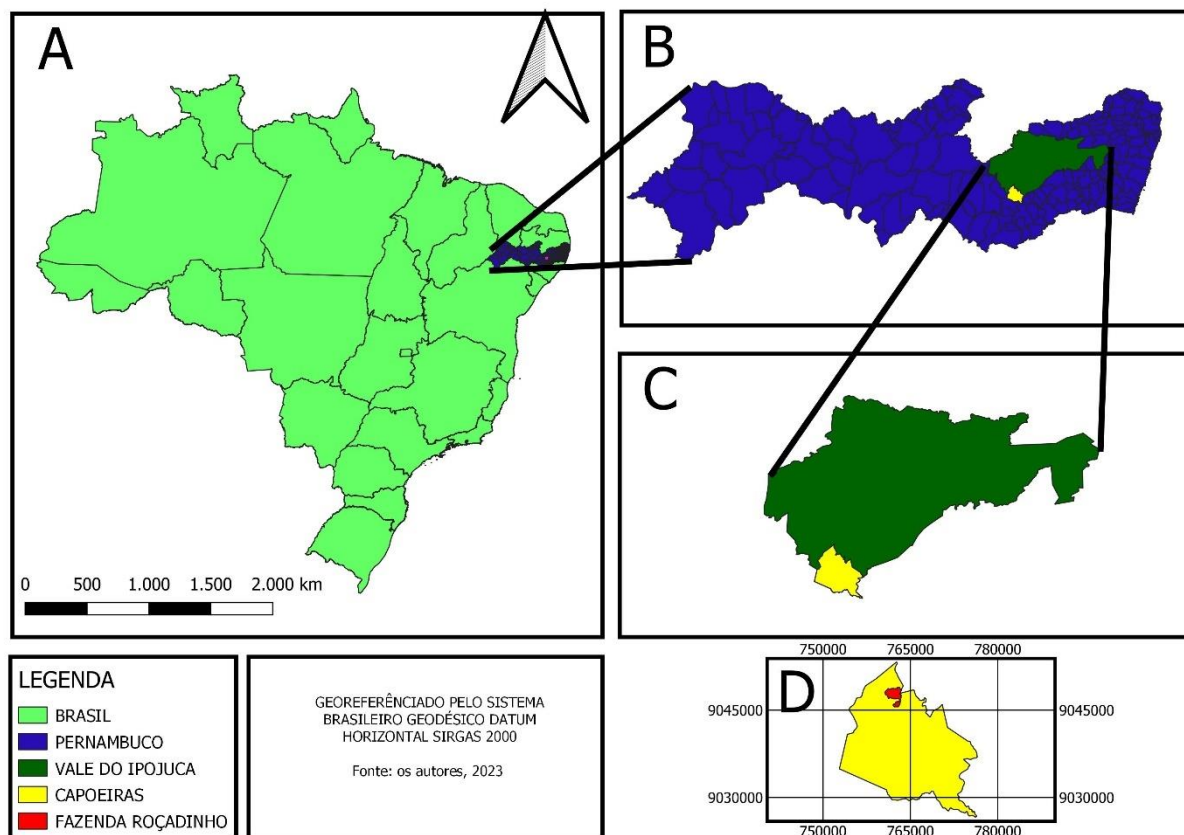 A
B
0 500 1.000 1.500 2.000 km
C
LEGENDA
BRASIL
PERNAMBUCO
VALE DO IPOJUCA
CAPOEIRAS
FAZENDA ROÇADINHO
GEOREFERÊNCIADO PELO SISTEMA
BRASILEIRO GEODÉSICO DATUM
HORIZONTAL SIRGAS 2000
Fonte: os autores, 2023
750000 765000 780000
D
9045000 9045000
9030000 9030000
750000 765000 780000